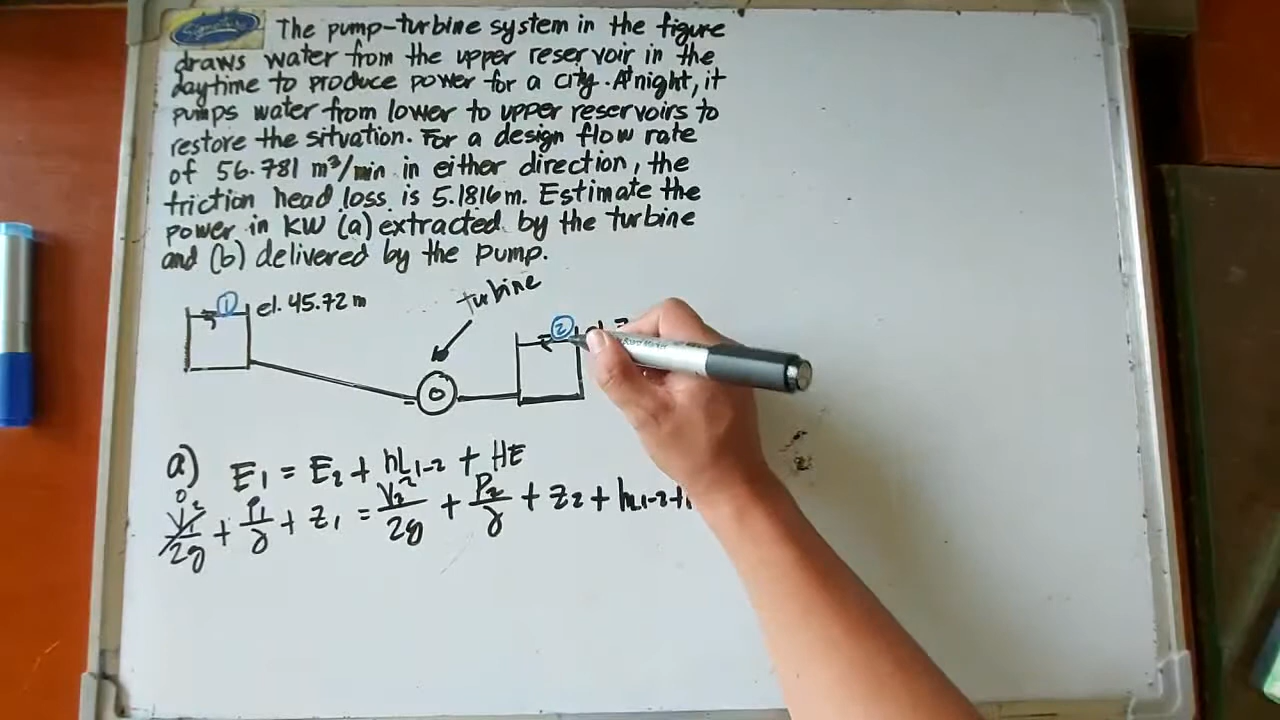 Signature
The pump-turbine system in the figure
draws water from the upper reservoir in the
daytime to produce power for a city. At night, it
pumps water from lower to upper reservoirs to
restore the situation. For a design flow rate
of 56.781 m³/min in either direction, the
friction head loss is 5.1816m. Estimate the
power in KW (a) extracted by the turbine
and (b) delivered by the pump.
turbine
① el. 45.72 m
②
a) E₁ = E₂ + hL₁₋₂ + HE
0
V₁²/2g + P₁/γ + Z₁ = V₂²/2g + P₂/γ + Z₂ + hL₁₋₂ +